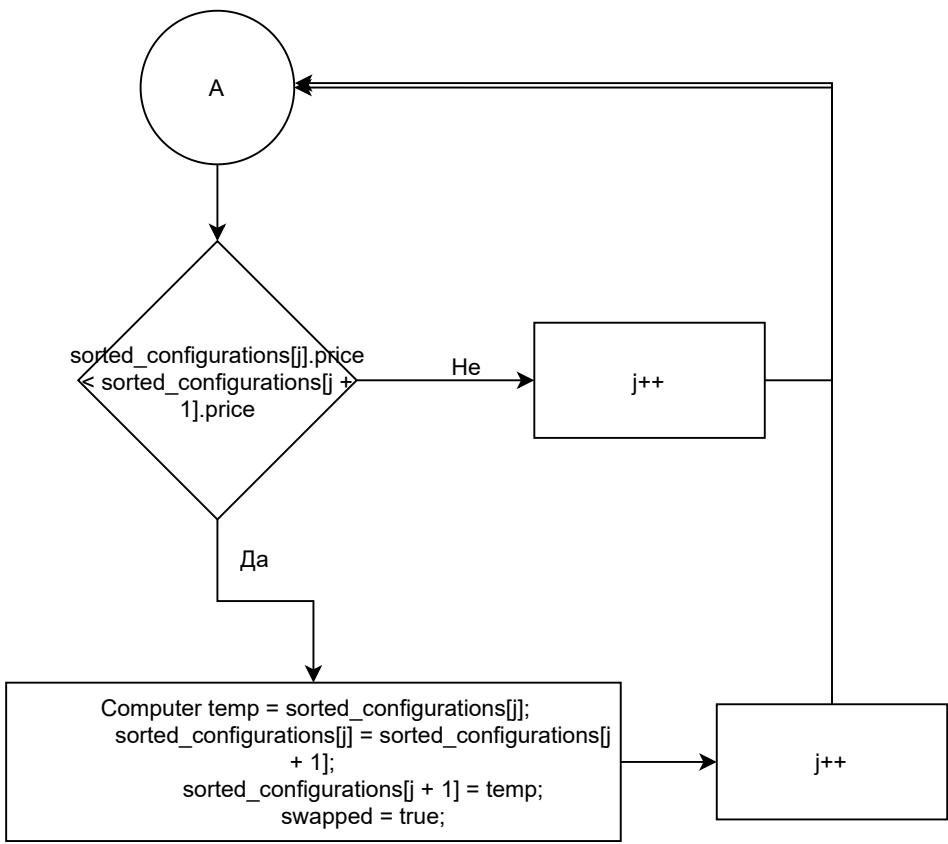 A
sorted_configurations[j].price
< sorted_configurations[j +
1].price
Не
j++
Да
Computer temp = sorted_configurations[j];
sorted_configurations[j] = sorted_configurations[j
+ 1];
sorted_configurations[j + 1] = temp;
swapped = true;
j++